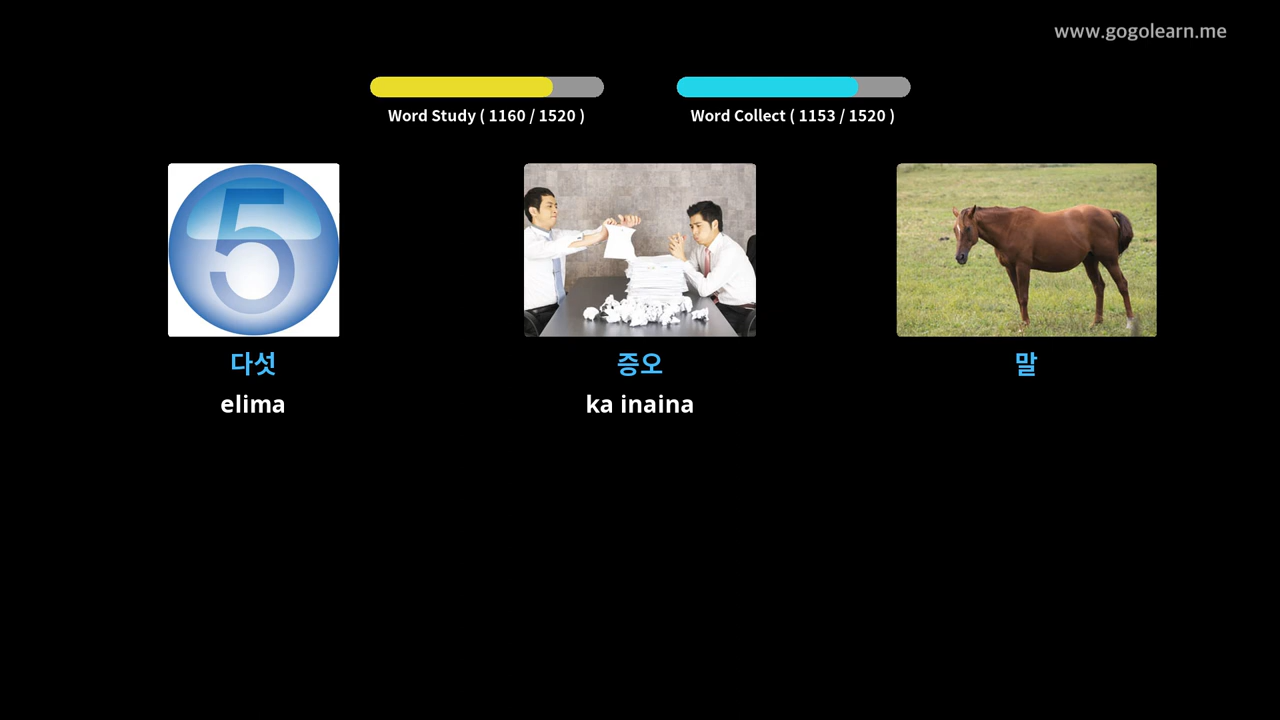 www.gogolearn.me
Word Study ( 1160 / 1520 )
Word Collect ( 1153 / 1520 )
5
다섯
증오
말
elima
ka inaina